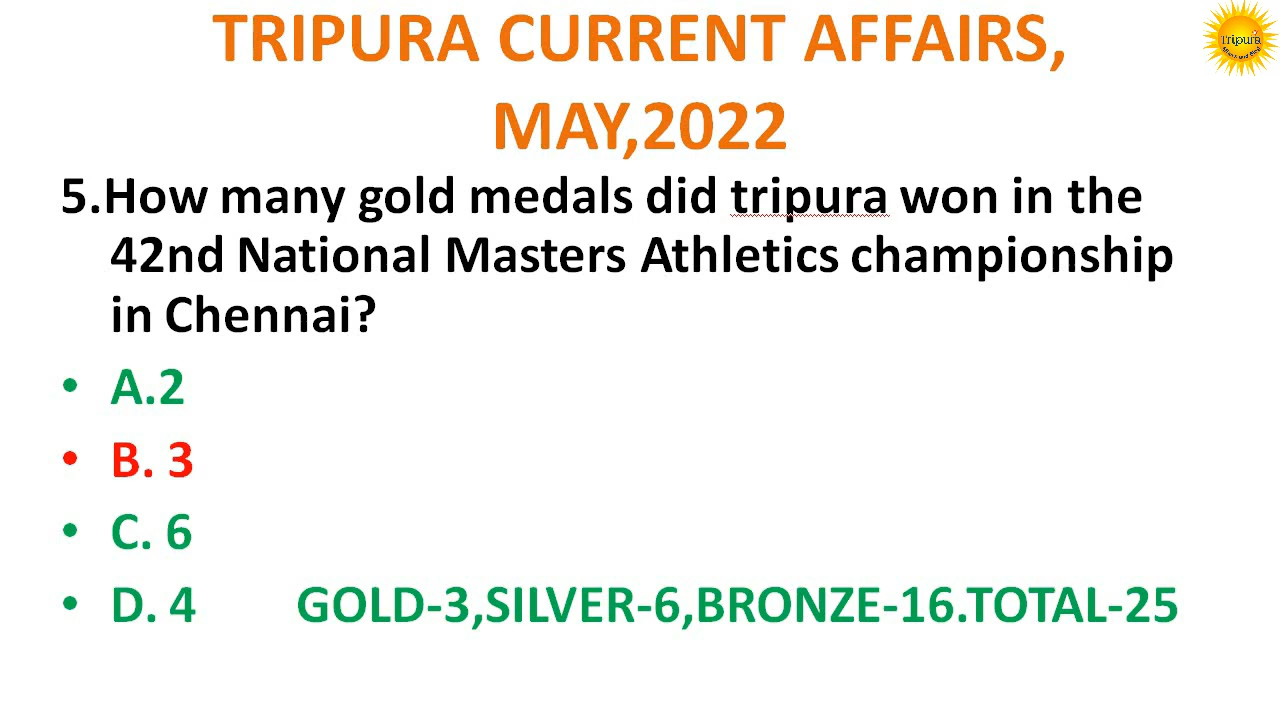 TRIPURA CURRENT AFFAIRS,
MAY,2022
Tripura
5.How many gold medals did tripura won in the
42nd National Masters Athletics championship
in Chennai?
• A.2
• B. 3
• C. 6
• D. 4 GOLD-3,SILVER-6,BRONZE-16.TOTAL-25